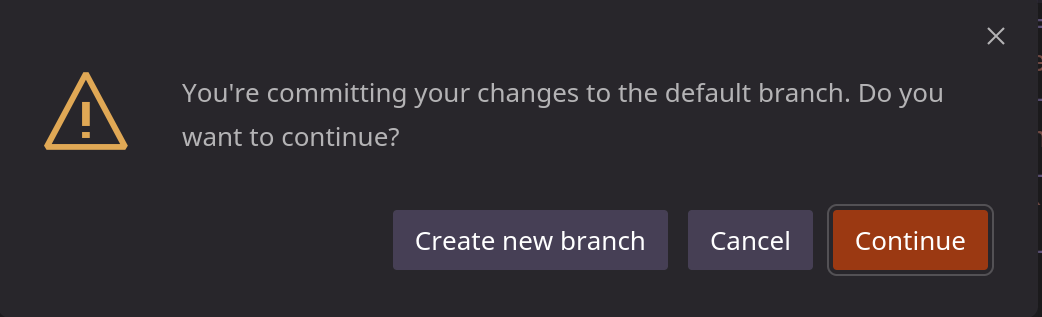 You're committing your changes to the default branch. Do you
want to continue?
Create new branch
Cancel
Continue